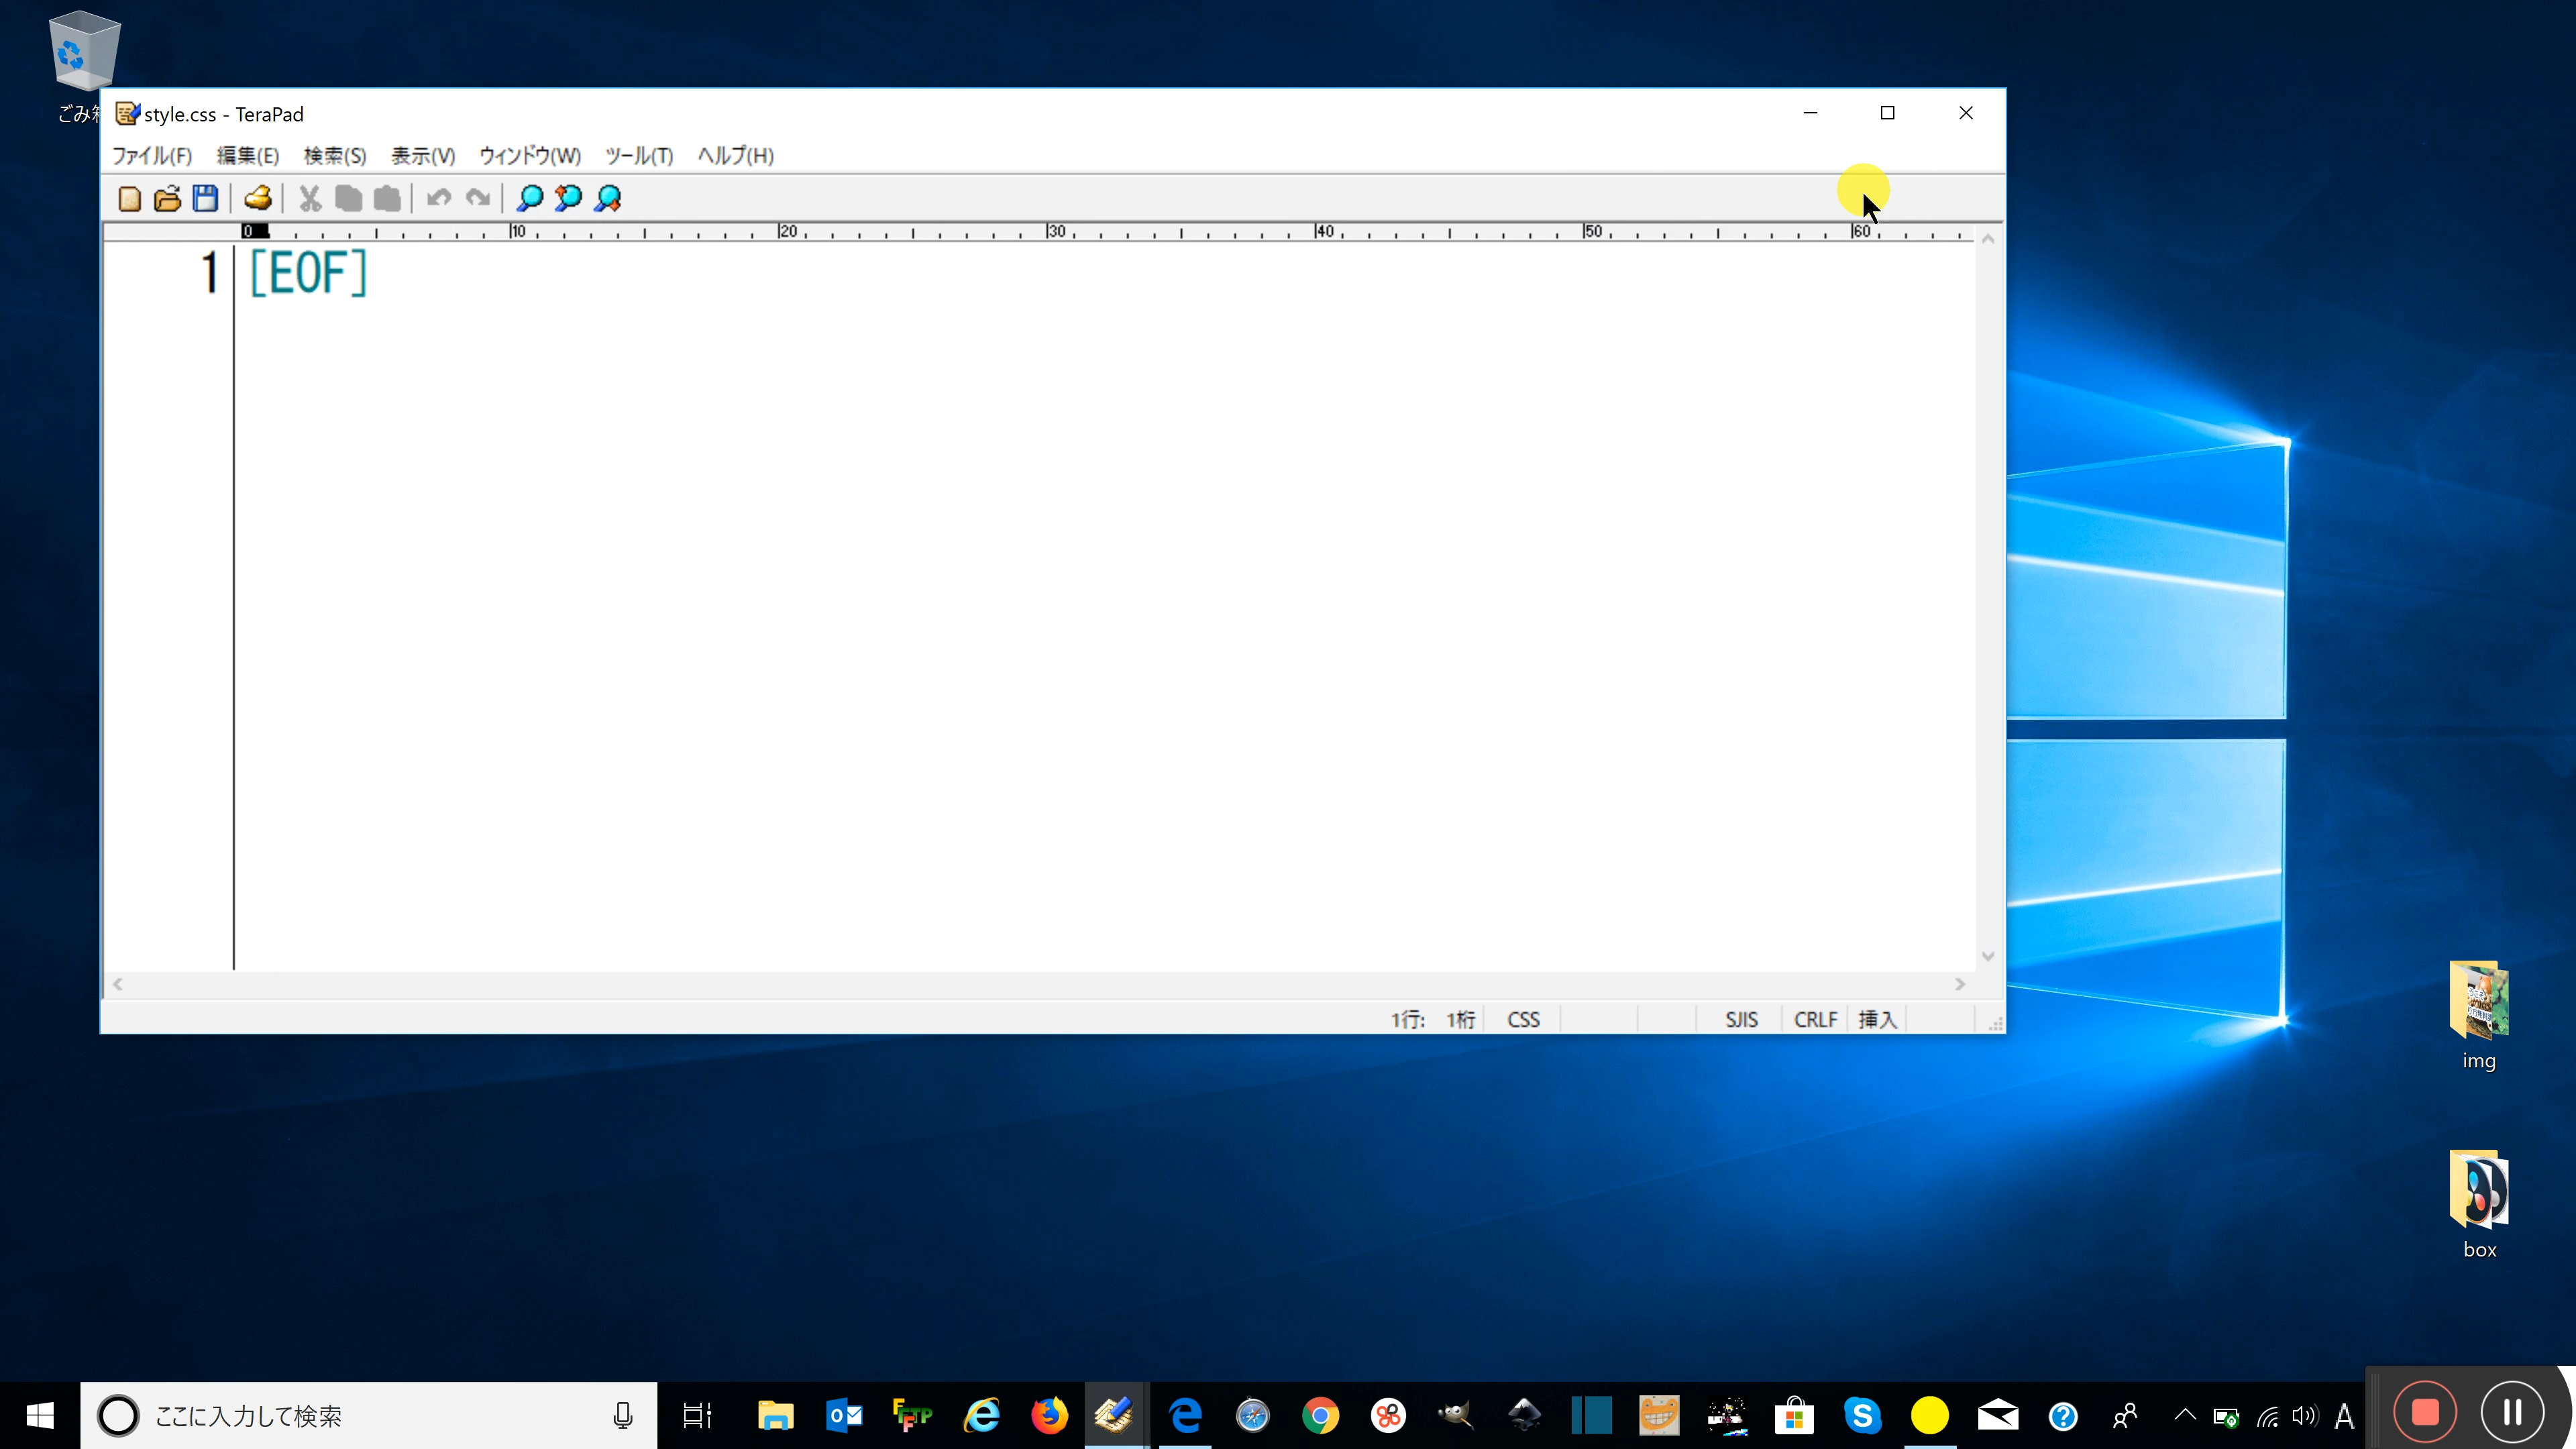 ごみ
style.css - TeraPad
ファイル(F) 編集(E) 検索(S) 表示(V) ウィンドウ(W) ツール(T) ヘルプ(H)
0 10 20 30 40 50 60
1 [EOF]
1行: 1桁 CSS SJIS CRLF 挿入
img
box
ここに入力して検索
FFFTP
A